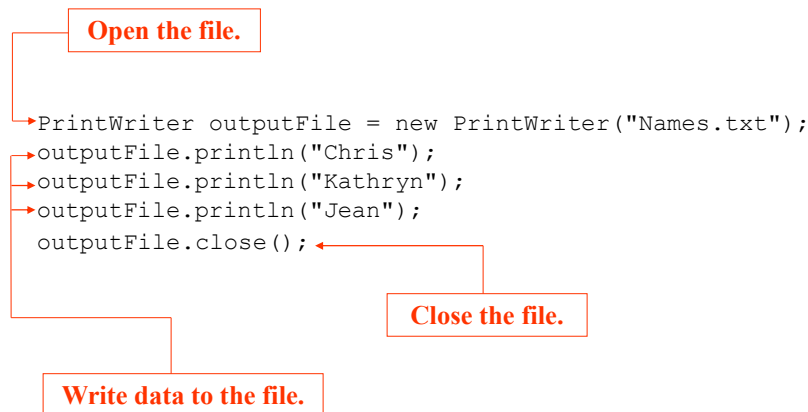 Open the file.
PrintWriter outputFile = new PrintWriter("Names.txt");
outputFile.println("Chris");
outputFile.println("Kathryn");
outputFile.println("Jean");
outputFile.close();
Close the file.
Write data to the file.